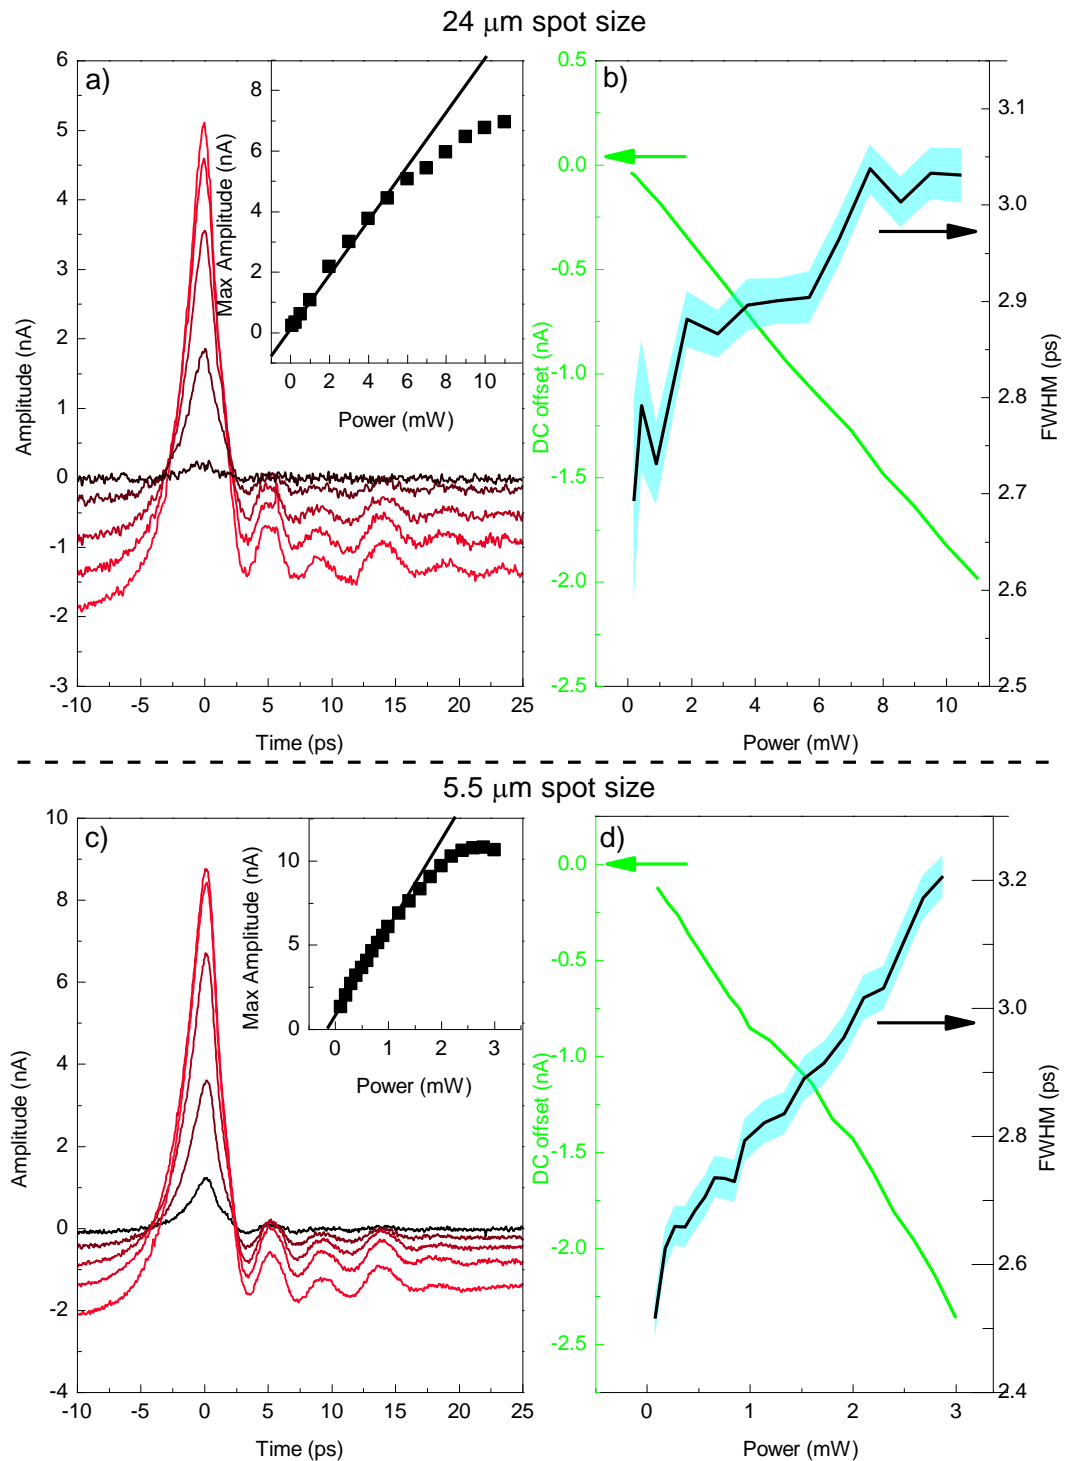 24 μm spot size
a)
6
5
4
3
2
1
0
-1
-2
-3
Amplitude (nA)
-10 -5 0 5 10 15 20 25
Time (ps)
8
6
4
2
0
Max Amplitude (nA)
0 2 4 6 8 10
Power (mW)
b)
0.5
0.0
-0.5
-1.0
-1.5
-2.0
-2.5
DC offset (nA)
3.1
3.0
2.9
2.8
2.7
2.6
2.5
FWHM (ps)
0 2 4 6 8 10
Power (mW)
5.5 μm spot size
c)
10
8
6
4
2
0
-2
-4
Amplitude (nA)
-10 -5 0 5 10 15 20 25
Time (ps)
10
5
0
Max Amplitude (nA)
0 1 2 3
Power (mW)
d)
0.0
-0.5
-1.0
-1.5
-2.0
-2.5
DC offset (nA)
3.2
3.0
2.8
2.6
2.4
FWHM (ps)
0 1 2 3
Power (mW)